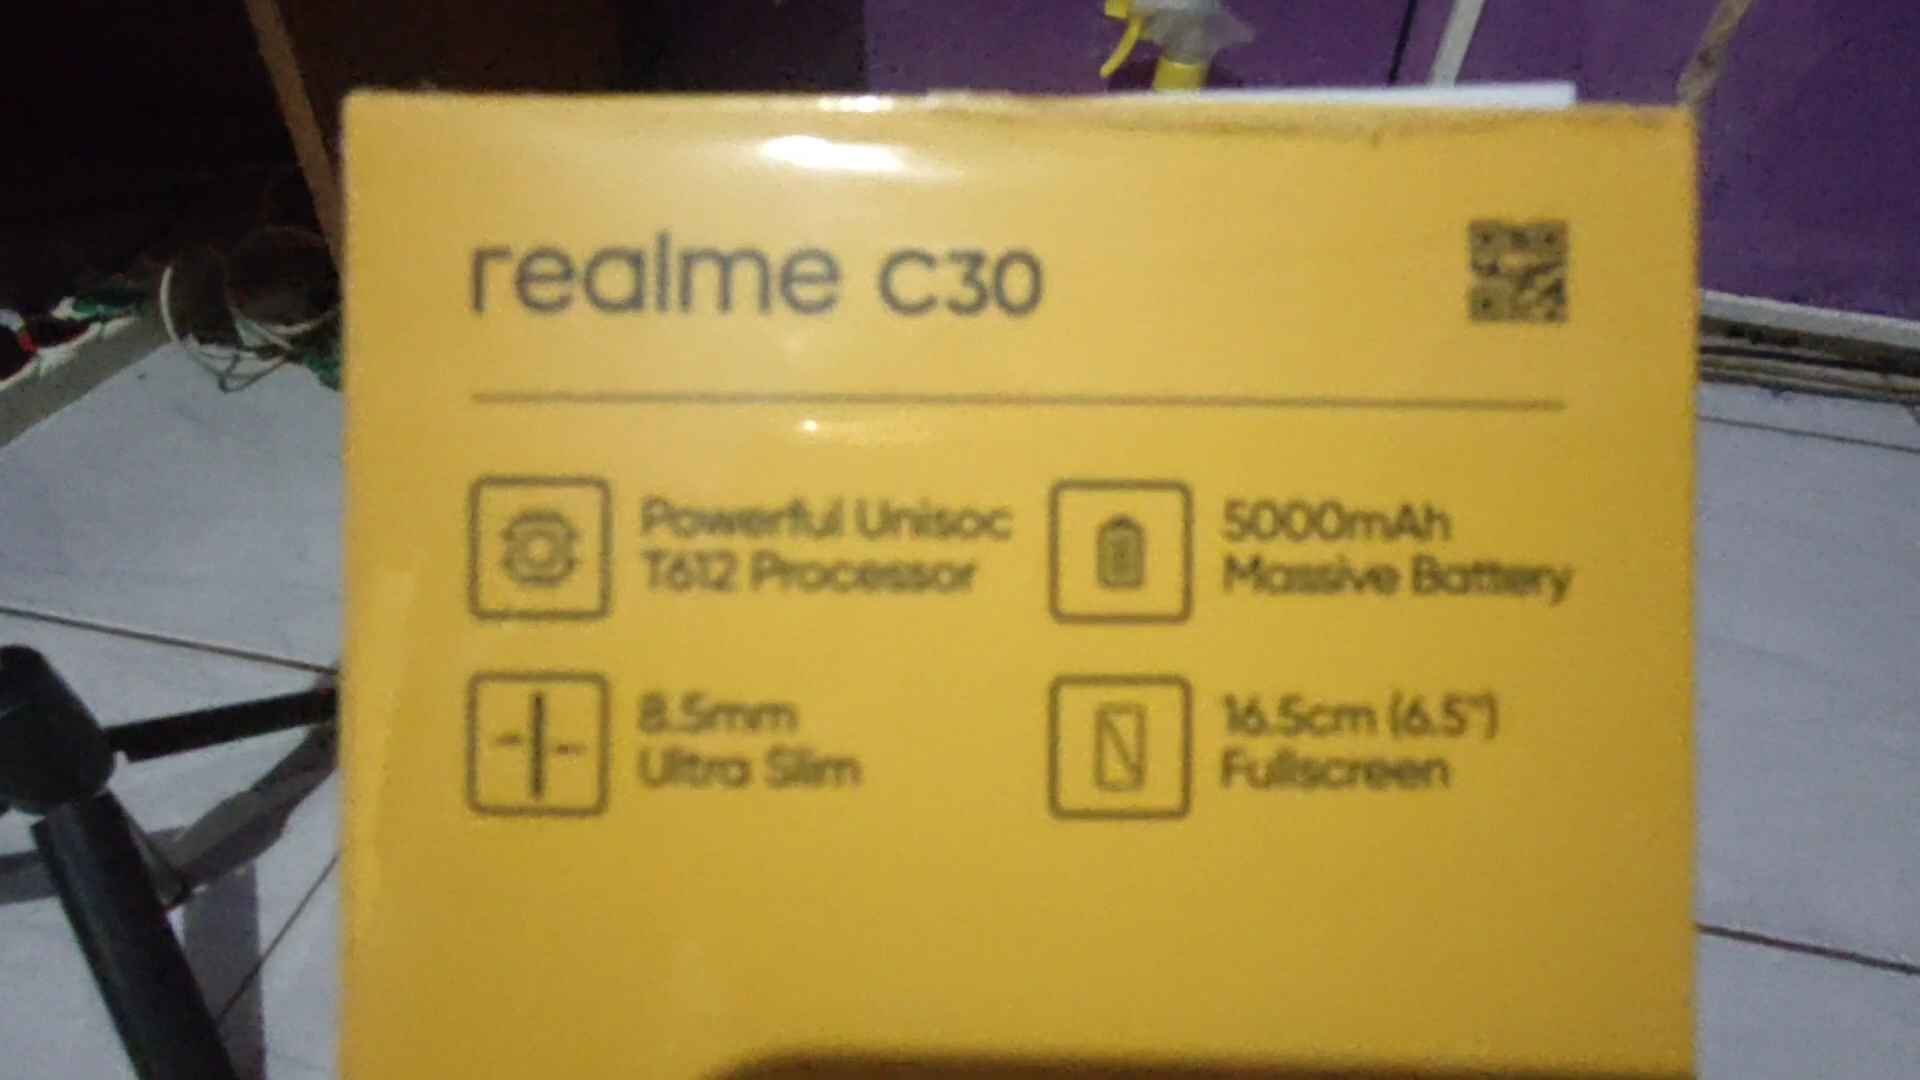 realme C30
Powerful Unisoc
T612 Processor
5000mAh
Massive Battery
8.5mm
Ultra Slim
16.5cm (6.5")
Fullscreen